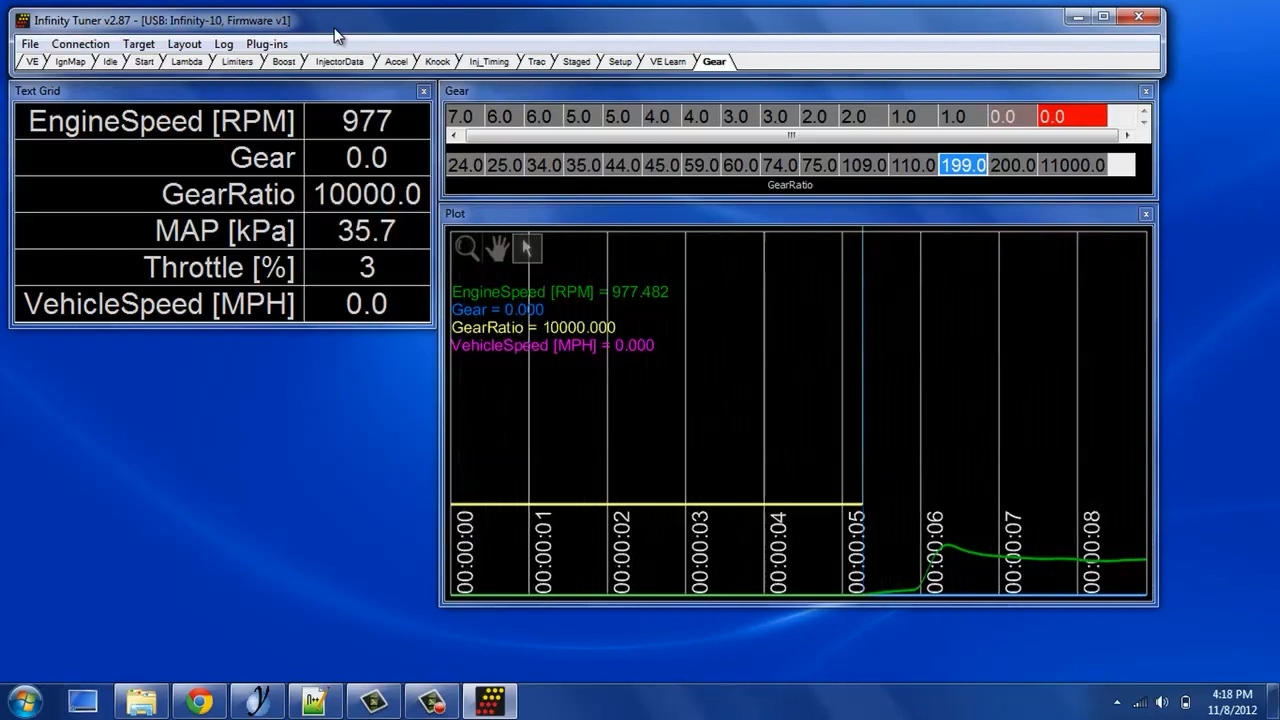 Infinity Tuner v2.87 - [USB: Infinity-10, Firmware v1]
File Connection Target Layout Log Plug-ins
VE IgnMap Idle Start Lambda Limiters Boost InjectorData Accel Knock Inj_Timing Trac Staged Setup VE Learn Gear
Text Grid
EngineSpeed [RPM] 977
Gear 0.0
GearRatio 10000.0
MAP [kPa] 35.7
Throttle [%] 3
VehicleSpeed [MPH] 0.0
Gear
7.0 6.0 6.0 5.0 5.0 4.0 4.0 3.0 3.0 2.0 2.0 1.0 1.0 0.0 0.0
24.0 25.0 34.0 35.0 44.0 45.0 59.0 60.0 74.0 75.0 109.0 110.0 199.0 200.0 11000.0
GearRatio
Plot
EngineSpeed [RPM] = 977.482
Gear = 0.000
GearRatio = 10000.000
VehicleSpeed [MPH] = 0.000
00:00:00 00:00:01 00:00:02 00:00:03 00:00:04 00:00:05 00:00:06 00:00:07 00:00:08
4:18 PM
11/8/2012